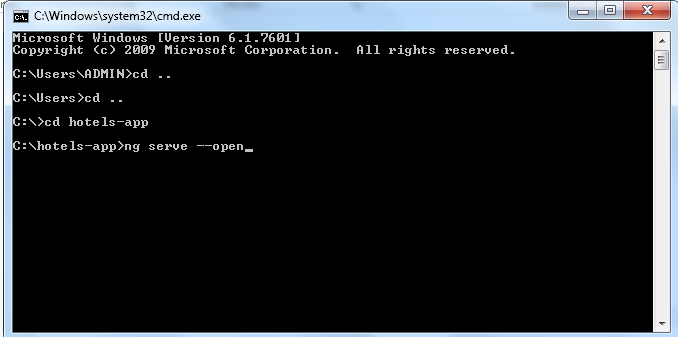 C:\Windows\system32\cmd.exe
Microsoft Windows [Version 6.1.7601]
Copyright (c) 2009 Microsoft Corporation.  All rights reserved.
C:\Users\ADMIN>cd ..
C:\Users>cd ..
C:\>cd hotels-app
C:\hotels-app>ng serve --open